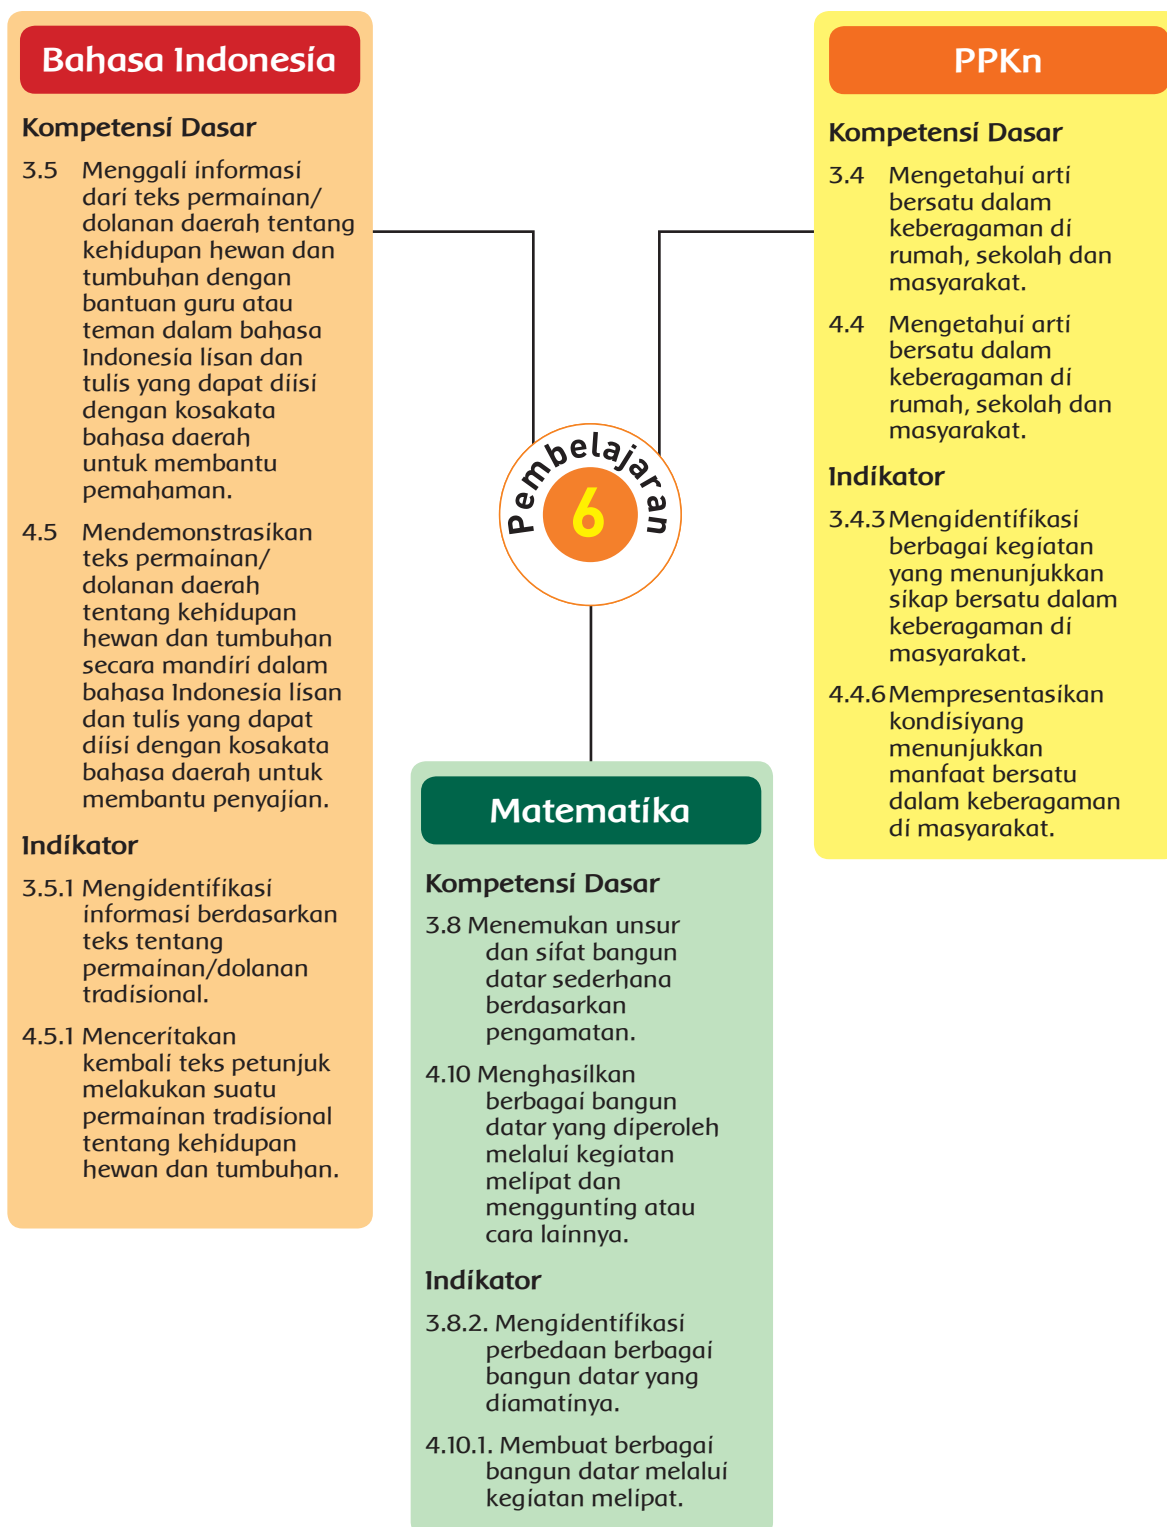 Bahasa Indonesia
Kompetensi Dasar
3.5 Menggali informasi
dari teks permainan/
dolanan daerah tentang
kehidupan hewan dan
tumbuhan dengan
bantuan guru atau
teman dalam bahasa
Indonesia lisan dan
tulis yang dapat diisi
dengan kosakata
bahasa daerah
untuk membantu
pemahaman.
4.5 Mendemonstrasikan
teks permainan/
dolanan daerah
tentang kehidupan
hewan dan tumbuhan
secara mandiri dalam
bahasa Indonesia lisan
dan tulis yang dapat
diisi dengan kosakata
bahasa daerah untuk
membantu penyajian.
Indikator
3.5.1 Mengidentifikasi
informasi berdasarkan
teks tentang
permainan/dolanan
tradisional.
4.5.1 Menceritakan
kembali teks petunjuk
melakukan suatu
permainan tradisional
tentang kehidupan
hewan dan tumbuhan.
PPKn
Kompetensi Dasar
3.4 Mengetahui arti
bersatu dalam
keberagaman di
rumah, sekolah dan
masyarakat.
4.4 Mengetahui arti
bersatu dalam
keberagaman di
rumah, sekolah dan
masyarakat.
Indikator
3.4.3 Mengidentifikasi
berbagai kegiatan
yang menunjukkan
sikap bersatu dalam
keberagaman di
masyarakat.
4.4.6 Mempresentasikan
kondisiyang
menunjukkan
manfaat bersatu
dalam keberagaman
di masyarakat.
Pembelajaran
6
Matematika
Kompetensi Dasar
3.8 Menemukan unsur
dan sifat bangun
datar sederhana
berdasarkan
pengamatan.
4.10 Menghasilkan
berbagai bangun
datar yang diperoleh
melalui kegiatan
melipat dan
menggunting atau
cara lainnya.
Indikator
3.8.2. Mengidentifikasi
perbedaan berbagai
bangun datar yang
diamatinya.
4.10.1. Membuat berbagai
bangun datar melalui
kegiatan melipat.